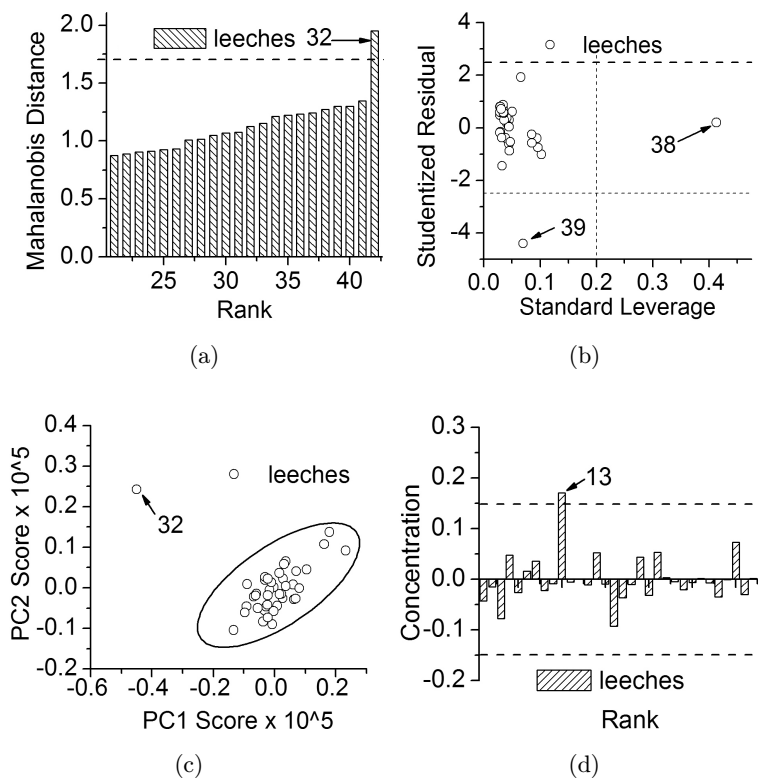 leeches 32
2.0
1.5
1.0
0.5
0.0
Mahalanobis Distance
25 30 35 40
Rank
(a)
leeches
4
2
0
-2
-4
Studentized Residual
38
39
0.0 0.1 0.2 0.3 0.4
Standard Leverage
(b)
0.4
0.3
0.2
0.1
0.0
-0.1
-0.2
PC2 Score x 10^5
leeches
32
-0.6 -0.4 -0.2 0.0 0.2
PC1 Score x 10^5
(c)
0.3
0.2
0.1
0.0
-0.1
-0.2
Concentration
13
leeches
Rank
(d)